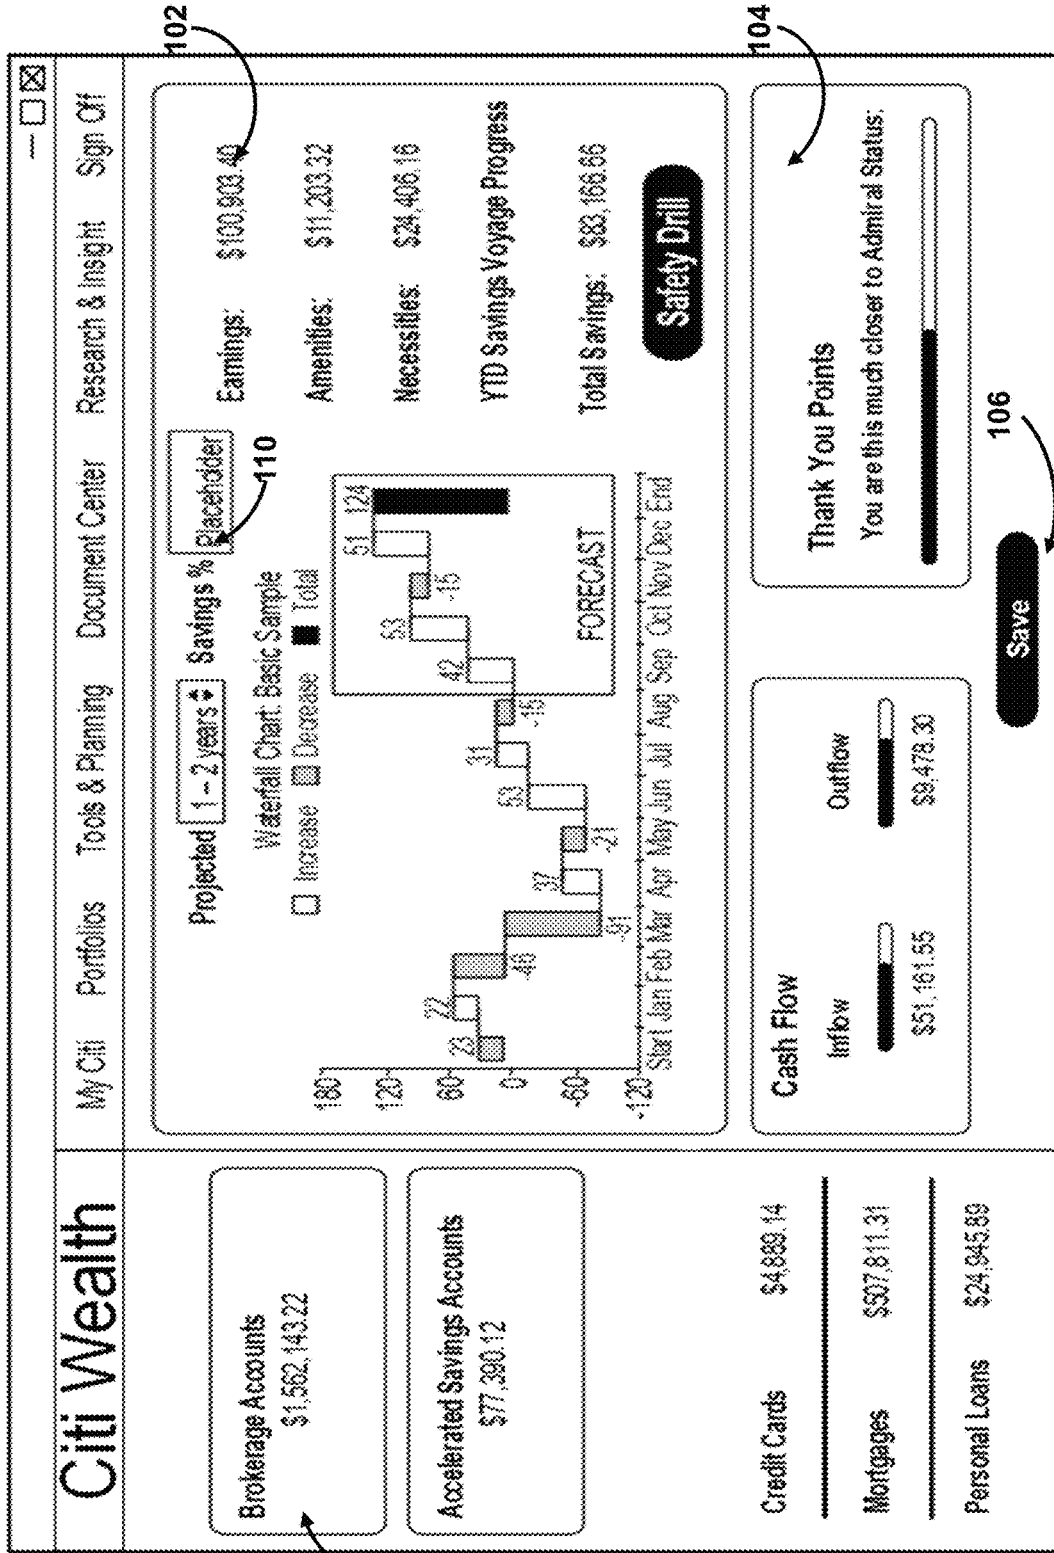 Citi Wealth
My Citi Portfolios Tools & Planning Document Center Research & Insight Sign Off
Brokerage Accounts
$1,562,143.22
Accelerated Savings Accounts
$77,390.12
Credit Cards $4,889.14
Mortgages $507,811.31
Personal Loans $24,945.89
Projected 1-2 years Savings % Placeholder
110
Waterfall Chart: Basic Sample
Increase Decrease Total
180
120
60
0
-60
-120
23
22
-46
-91
37
-21
53
31
-15
42
53
-15
51
124
FORECAST
Start Jan Feb Mar Apr May Jun Jul Aug Sep Oct Nov Dec End
Earnings: $100,903.40
102
Amenities: $11,203.32
Necessities: $24,406.16
YTD Savings Voyage Progress
Total Savings: $83,166.66
Safety Drill
Cash Flow
Inflow Outflow
$51,161.55 $9,478.30
Thank You Points
You are this much closer to Admiral Status:
104
Save
106